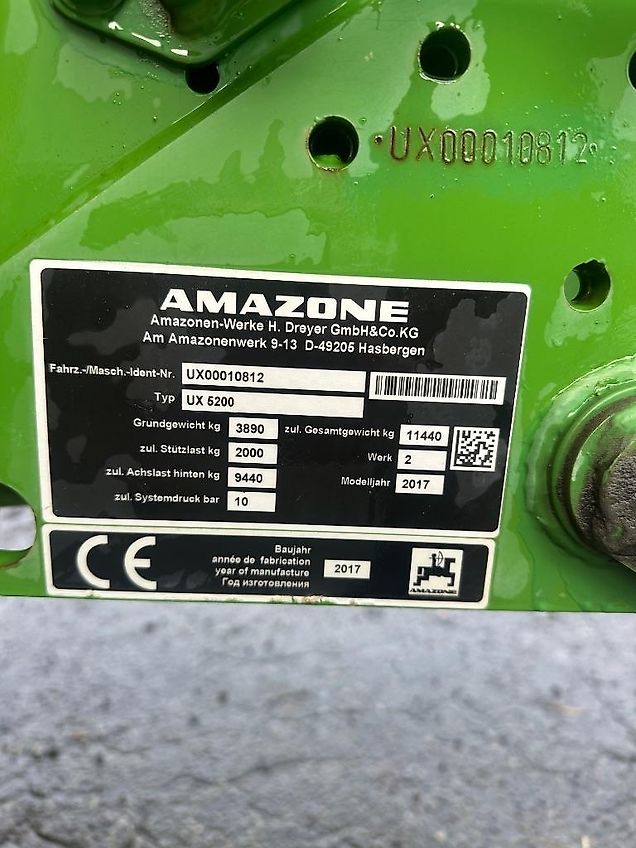 •UX00010812•
AMAZONE
Amazonen-Werke H. Dreyer GmbH&Co.KG
Am Amazonenwerk 9-13 D-49205 Hasbergen
Fahrz.-/Masch.-Ident-Nr. UX00010812
Typ UX 5200
Grundgewicht kg 3890 zul. Gesamtgewicht kg 11440
zul. Stützlast kg 2000 Werk 2
zul. Achslast hinten kg 9440 Modelljahr 2017
zul. Systemdruck bar 10
CE
Baujahr
année de fabrication
year of manufacture
Год изготовления
2017
AMAZONE